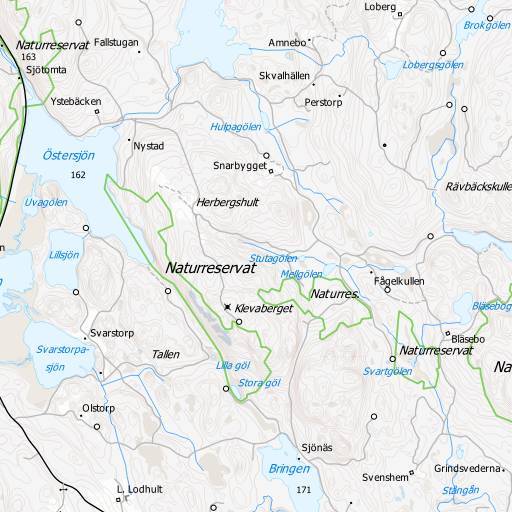 Loberg
Brokgölen
Naturreservat
Fallstugan
Amnebo
163
Sjötomta
Lobergsgölen
Skvalhällen
Ystebäcken
Perstorp
Hulpagölen
Nystad
Östersjön
Snarbygget
162
Rävbäckskulle
Uvagölen
Herbergshult
Lillsjön
Stutagölen
Naturreservat
Mellgölen
Fågelkullen
Naturres.
Klevaberget
Bläsebog
Svarstorp
Bläsebo
Svarstorpa-
sjön
Tallen
Naturreservat
Lilla göl
Svartgölen
Na
Stora göl
Olstorp
Sjönäs
Bringen
Grindsvederna
Svenshem
L. Lodhult
171
Stångån